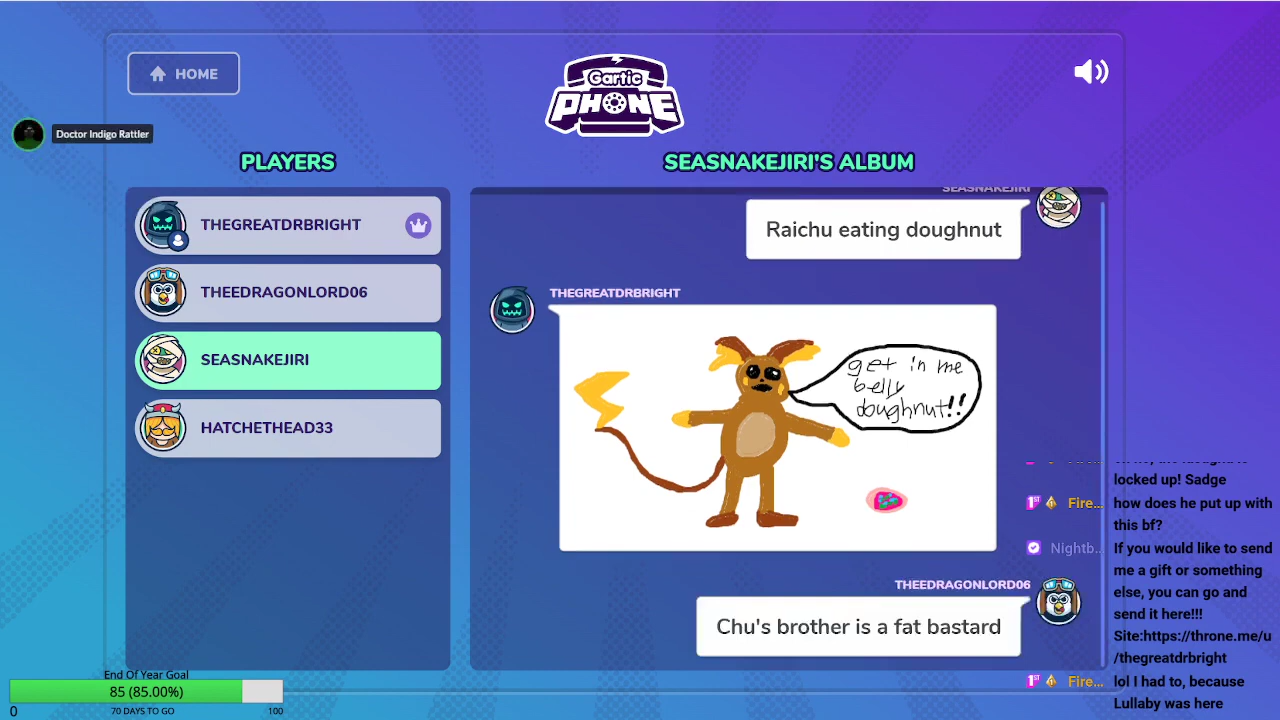 HOME
Gartic
PHONE
Doctor Indigo Rattler
PLAYERS
THEGREATDRBRIGHT
THEEDRAGONLORD06
SEASNAKEJIRI
HATCHETHEAD33
SEASNAKEJIRI'S ALBUM
SEASNAKEJIRI
Raichu eating doughnut
THEGREATDRBRIGHT
get in me
belly
doughnut!!
THEEDRAGONLORD06
Chu's brother is a fat bastard
locked up! Sadge
1ST Fire... how does he put up with
this bf?
Nightb... If you would like to send
me a gift or something
else, you can go and
send it here!!!
Site:https://throne.me/u
/thegreatdrbright
1ST Fire... lol I had to, because
Lullaby was here
End Of Year Goal
85 (85.00%)
0 70 DAYS TO GO 100